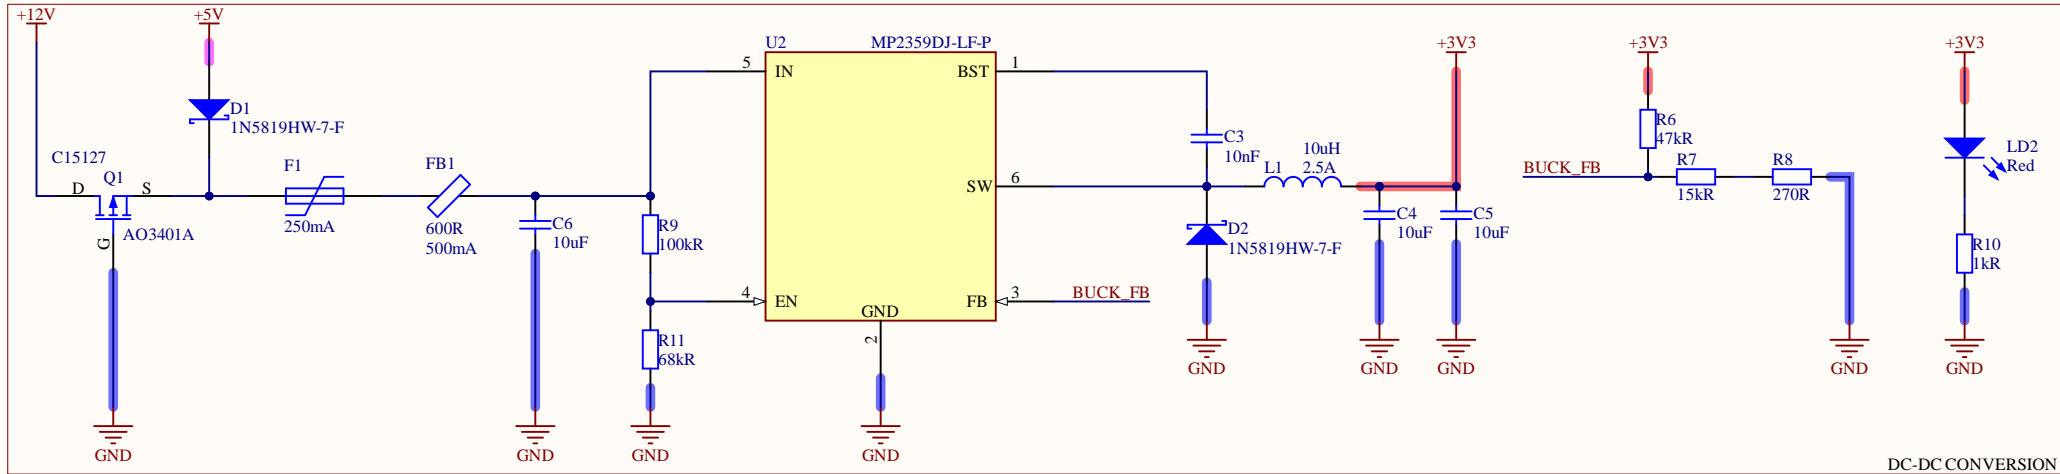 +12V
+5V
D1
1N5819HW-7-F
C15127
Q1
D
S
G
AO3401A
GND
F1
250mA
FB1
600R
500mA
C6
10uF
GND
R9
100kR
R11
68kR
GND
U2
MP2359DJ-LF-P
5
IN
BST
1
SW
6
4
EN
FB
3
BUCK_FB
GND
2
GND
C3
10nF
L1
10uH
2.5A
D2
1N5819HW-7-F
GND
+3V3
C4
10uF
GND
C5
10uF
GND
+3V3
R6
47kR
BUCK_FB
R7
15kR
R8
270R
GND
+3V3
LD2
Red
R10
1kR
GND
DC-DC CONVERSION